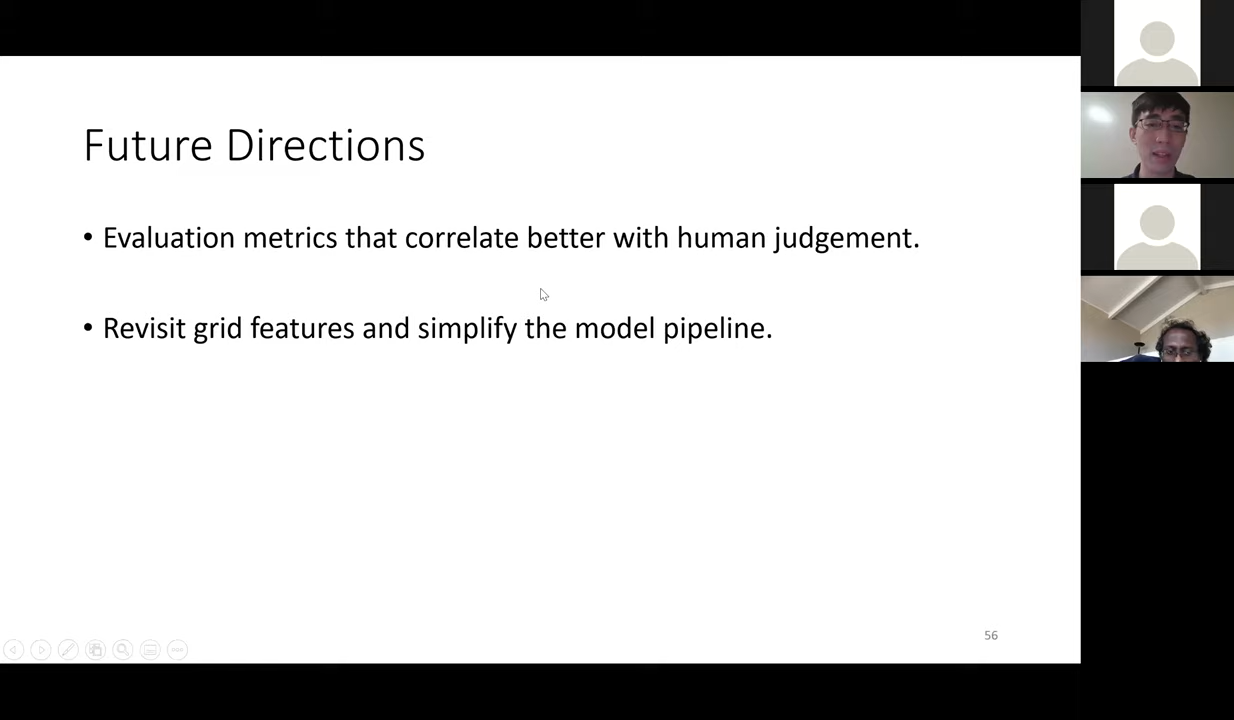 Future Directions
• Evaluation metrics that correlate better with human judgement.
• Revisit grid features and simplify the model pipeline.
56